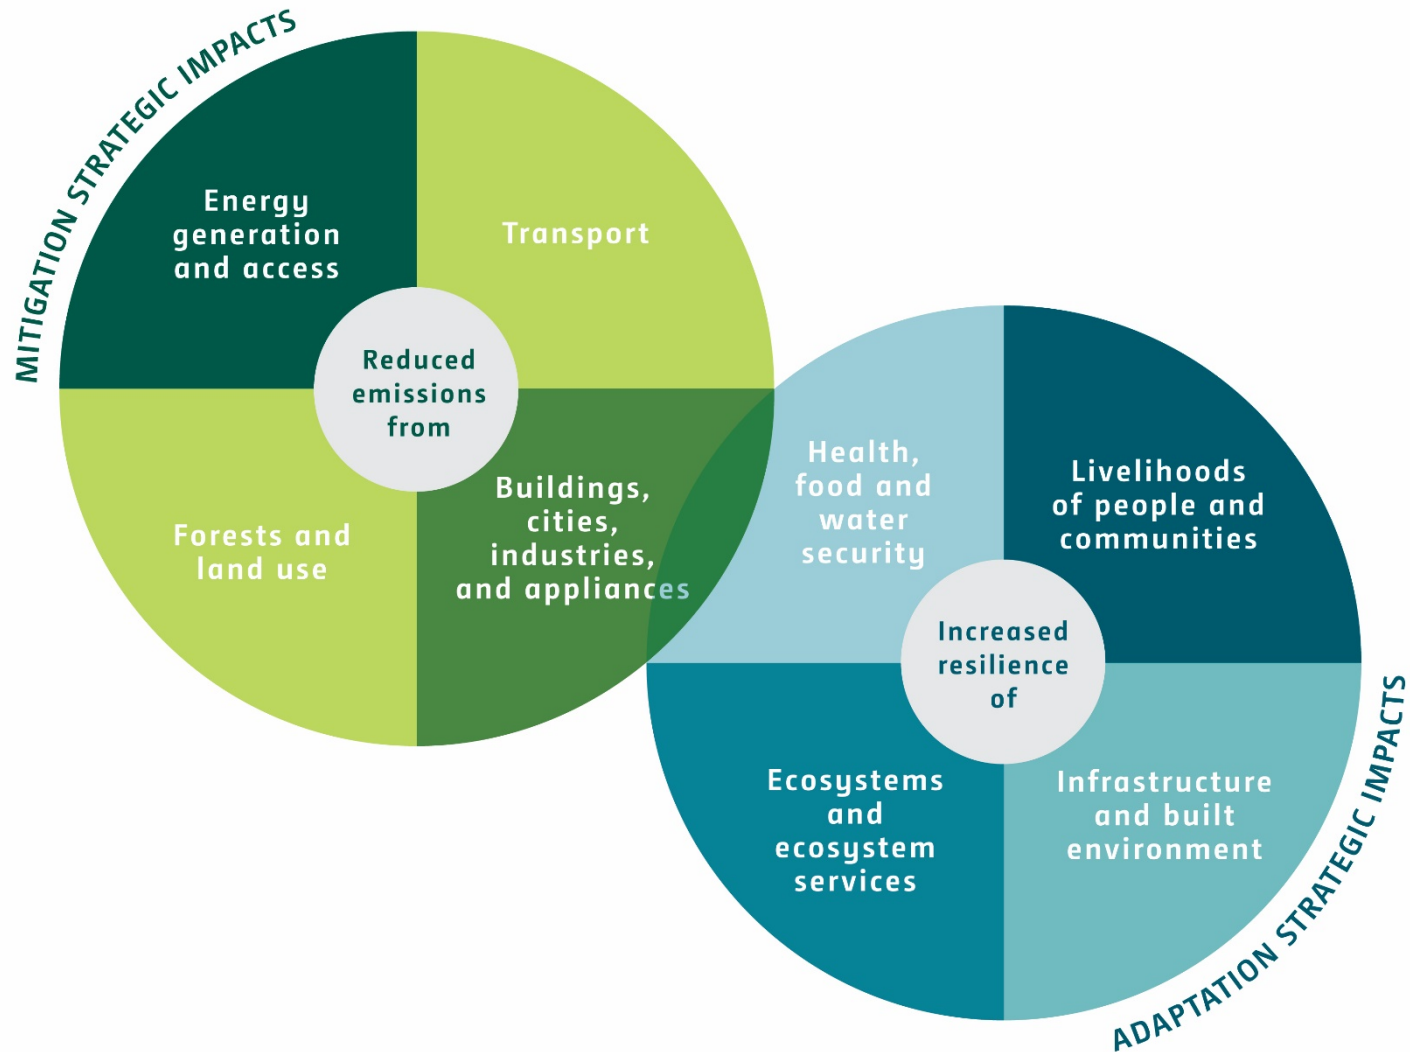 MITIGATION STRATEGIC IMPACTS
Energy
generation
and access
Transport
Reduced
emissions
from
Forests and
land use
Buildings,
cities,
industries,
and appliances
Health,
food and
water
security
Livelihoods
of people and
communities
Increased
resilience
of
Ecosystems
and
ecosystem
services
Infrastructure
and built
environment
ADAPTATION STRATEGIC IMPACTS